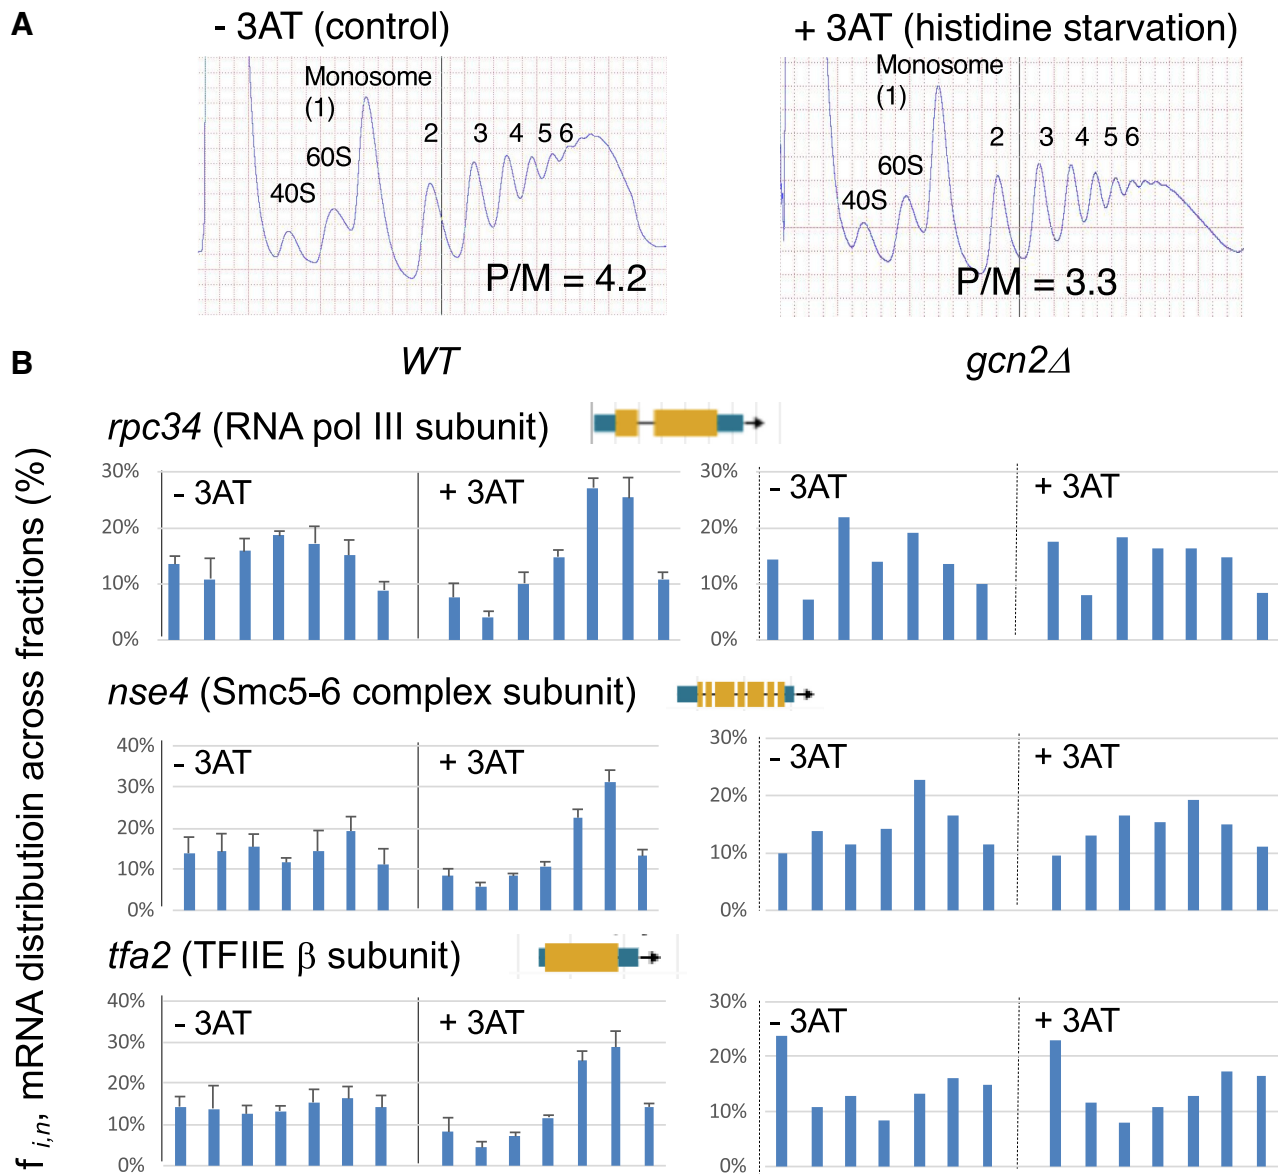 A
- 3AT (control)
+ 3AT (histidine starvation)
Monosome
(1)
2
3
4
5 6
60S
40S
P/M = 4.2
Monosome
(1)
2
3
4
5 6
60S
40S
P/M = 3.3
B
WT
gcn2Δ
f i,n, mRNA distributioin across fractions (%)
rpc34 (RNA pol III subunit)
30%
20%
10%
0%
- 3AT
+ 3AT
30%
20%
10%
0%
- 3AT
+ 3AT
nse4 (Smc5-6 complex subunit)
40%
30%
20%
10%
0%
- 3AT
+ 3AT
30%
20%
10%
0%
- 3AT
+ 3AT
tfa2 (TFIIE β subunit)
40%
30%
20%
10%
0%
- 3AT
+ 3AT
30%
20%
10%
0%
- 3AT
+ 3AT